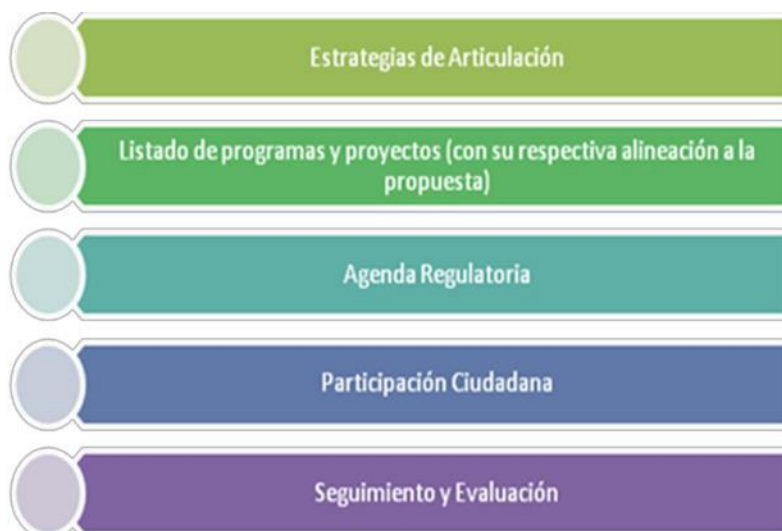 Estrategias de Articulación
Listado de programas y proyectos (con su respectiva alineación a la
propuesta)
Agenda Regulatoria
Participación Ciudadana
Seguimiento y Evaluación